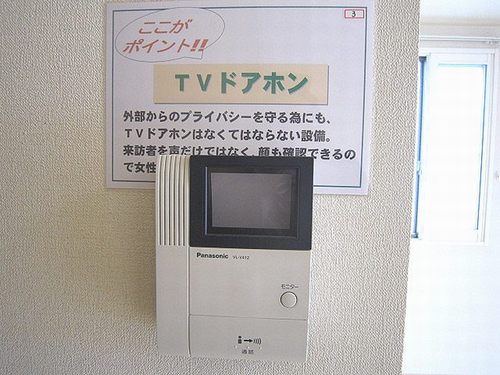 ここが
ポイント!!
3
TVドアホン
外部からのプライバシーを守る為にも、
TVドアホンはなくてはならない設備。
来訪者を声だけではなく、顔も確認できるの
で女性
Panasonic VL-V412
モニター
通話